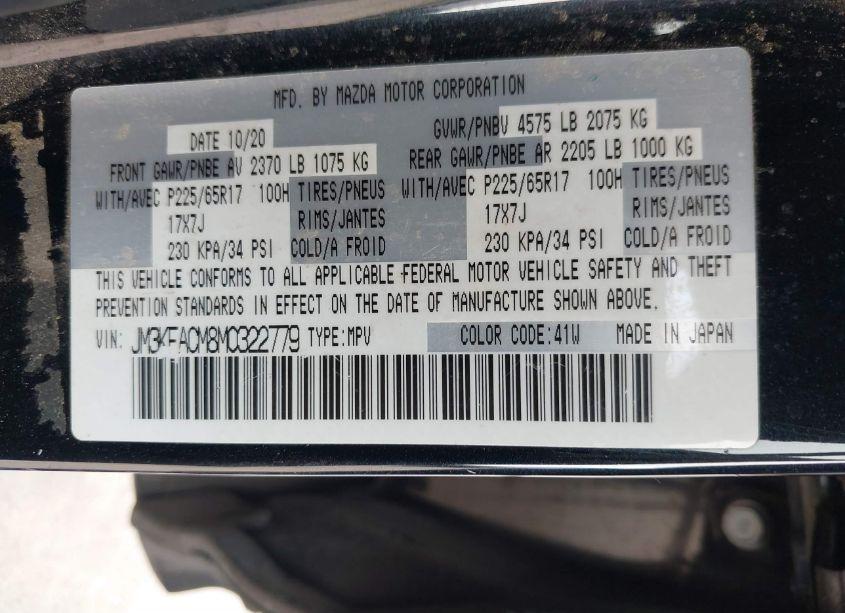 MFD. BY MAZDA MOTOR CORPORATION
DATE 10/20 GVWR/PNBV 4575 LB 2075 KG
FRONT GAWR/PNBE AV 2370 LB 1075 KG REAR GAWR/PNBE AR 2205 LB 1000 KG
WITH/AVEC P225/65R17 100H TIRES/PNEUS WITH/AVEC P225/65R17 100H TIRES/PNEUS
17X7J RIMS/JANTES 17X7J RIMS/JANTES
230 KPA/34 PSI COLD/A FROID 230 KPA/34 PSI COLD/A FROID
THIS VEHICLE CONFORMS TO ALL APPLICABLE FEDERAL MOTOR VEHICLE SAFETY AND THEFT
PREVENTION STANDARDS IN EFFECT ON THE DATE OF MANUFACTURE SHOWN ABOVE.
VIN: JM3KFACM8M0322779 TYPE:MPV COLOR CODE:41W MADE IN JAPAN